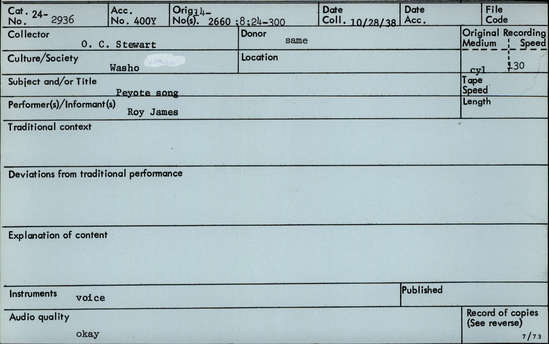 Cat. 24-
No. 2936
Acc.
No. 400Y
Orig14-
No(s). 2660 :8:24-300
Date
Coll. 10/28/38
Date
Acc.
File
Code
Collector
O. C. Stewart
Donor
same
Original Recording
Medium Speed
cyl 130
Culture/Society
Washo
Location
Subject and/or Title
Peyote song
Tape
Speed
Performer(s)/Informant(s)
Roy James
Length
Traditional context
Deviations from traditional performance
Explanation of content
Instruments voice
Published
Audio quality
okay
Record of copies
(See reverse)
7/73